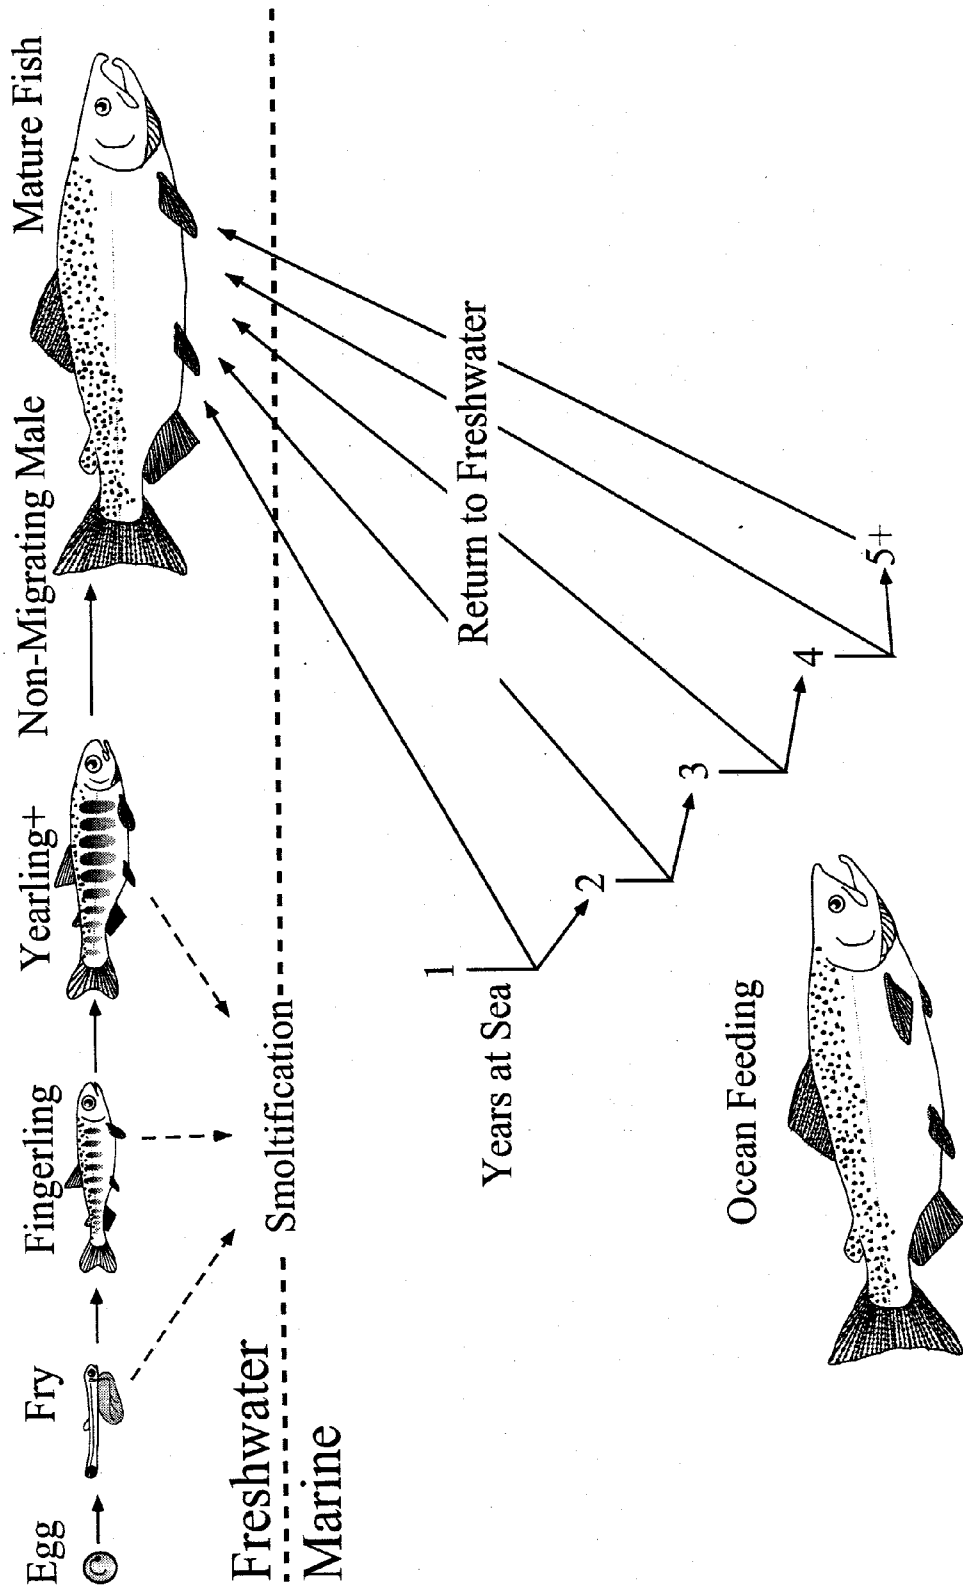 Egg
Fry
Fingerling
Yearling+
Non-Migrating Male
Mature Fish
Freshwater
Marine
Smoltification
Years at Sea
1
2
3
4
5+
Return to Freshwater
Ocean Feeding